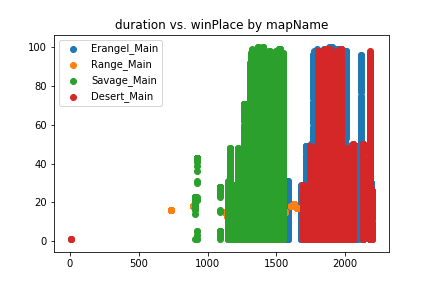 duration vs. winPlace by mapName
100
80
60
40
20
0
Erangel_Main
Range_Main
Savage_Main
Desert_Main
0 500 1000 1500 2000